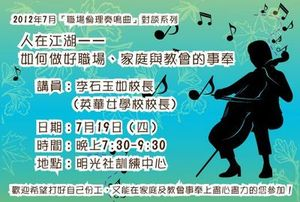 2012年7月「職場倫理奏鳴曲」對談系列
人在江湖——
如何做好職場、家庭與教會的事奉
講員：李石玉如校長
(英華女學校校長)
日期：7月19日（四）
時間：晚上7:30-9:30
地點：明光社訓練中心
歡迎希望打好自己份工，又能在家庭及教會事奉上盡心盡力的您參加！